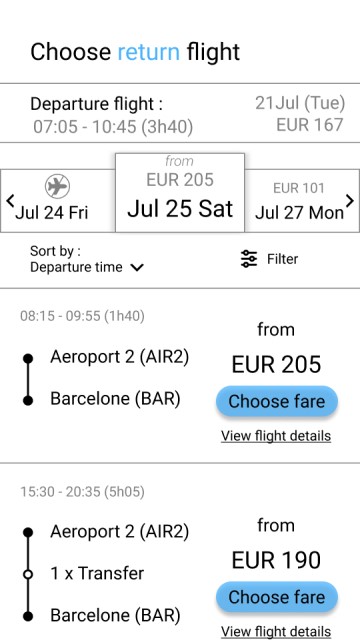 Choose return flight
Departure flight :
21Jul (Tue)
07:05 - 10:45 (3h40)
EUR 167
Jul 24 Fri
from
EUR 205
Jul 25 Sat
EUR 101
Jul 27 Mon
Sort by :
Departure time
Filter
08:15 - 09:55 (1h40)
Aeroport 2 (AIR2)
Barcelone (BAR)
from
EUR 205
Choose fare
View flight details
15:30 - 20:35 (5h05)
Aeroport 2 (AIR2)
1 x Transfer
Barcelone (BAR)
from
EUR 190
Choose fare
View flight details